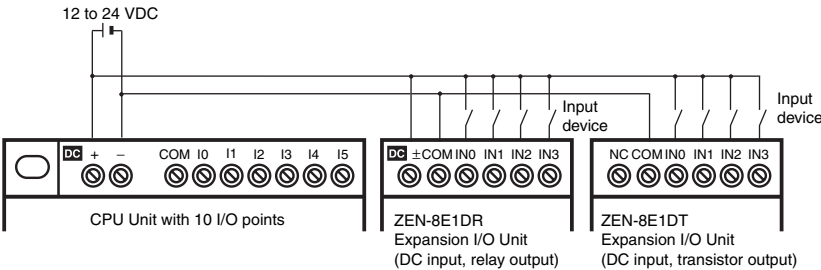 12 to 24 VDC
Input
device
Input
device
DC + − COM I0 I1 I2 I3 I4 I5
DC ±COM IN0 IN1 IN2 IN3
NC COM IN0 IN1 IN2 IN3
CPU Unit with 10 I/O points
ZEN-8E1DR
Expansion I/O Unit
(DC input, relay output)
ZEN-8E1DT
Expansion I/O Unit
(DC input, transistor output)